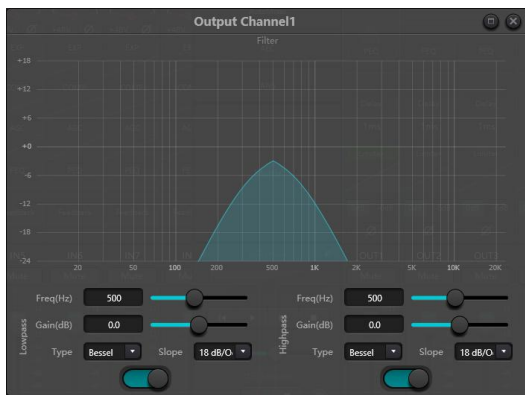 Output Channel1
Filter
+18
+12
+6
+0
-6
-12
-18
-24
20 50 100 200 500 1K 2K 5K 10K 20K
Lowpass
Freq(Hz) 500
Gain(dB) 0.0
Type Bessel Slope 18 dB/O
Highpass
Freq(Hz) 500
Gain(dB) 0.0
Type Bessel Slope 18 dB/O